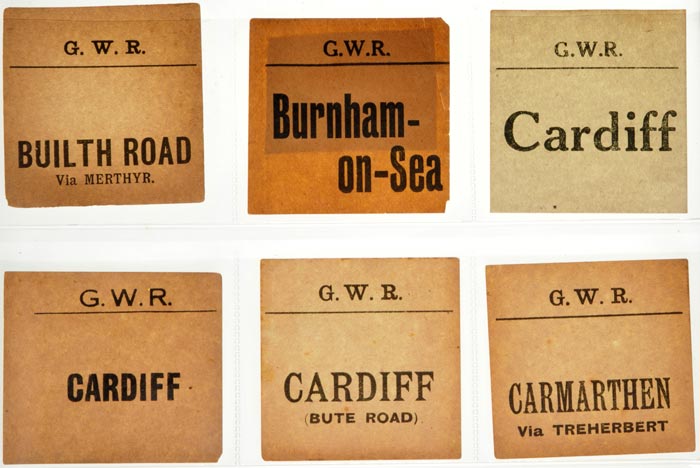 G. W. R.
BUILTH ROAD
Via MERTHYR.
G.W.R.
Burnham-
on-Sea
G.W.R.
Cardiff
G.W.R.
CARDIFF
G.W.R.
CARDIFF
(BUTE ROAD)
G.W.R.
CARMARTHEN
Via TREHERBERT